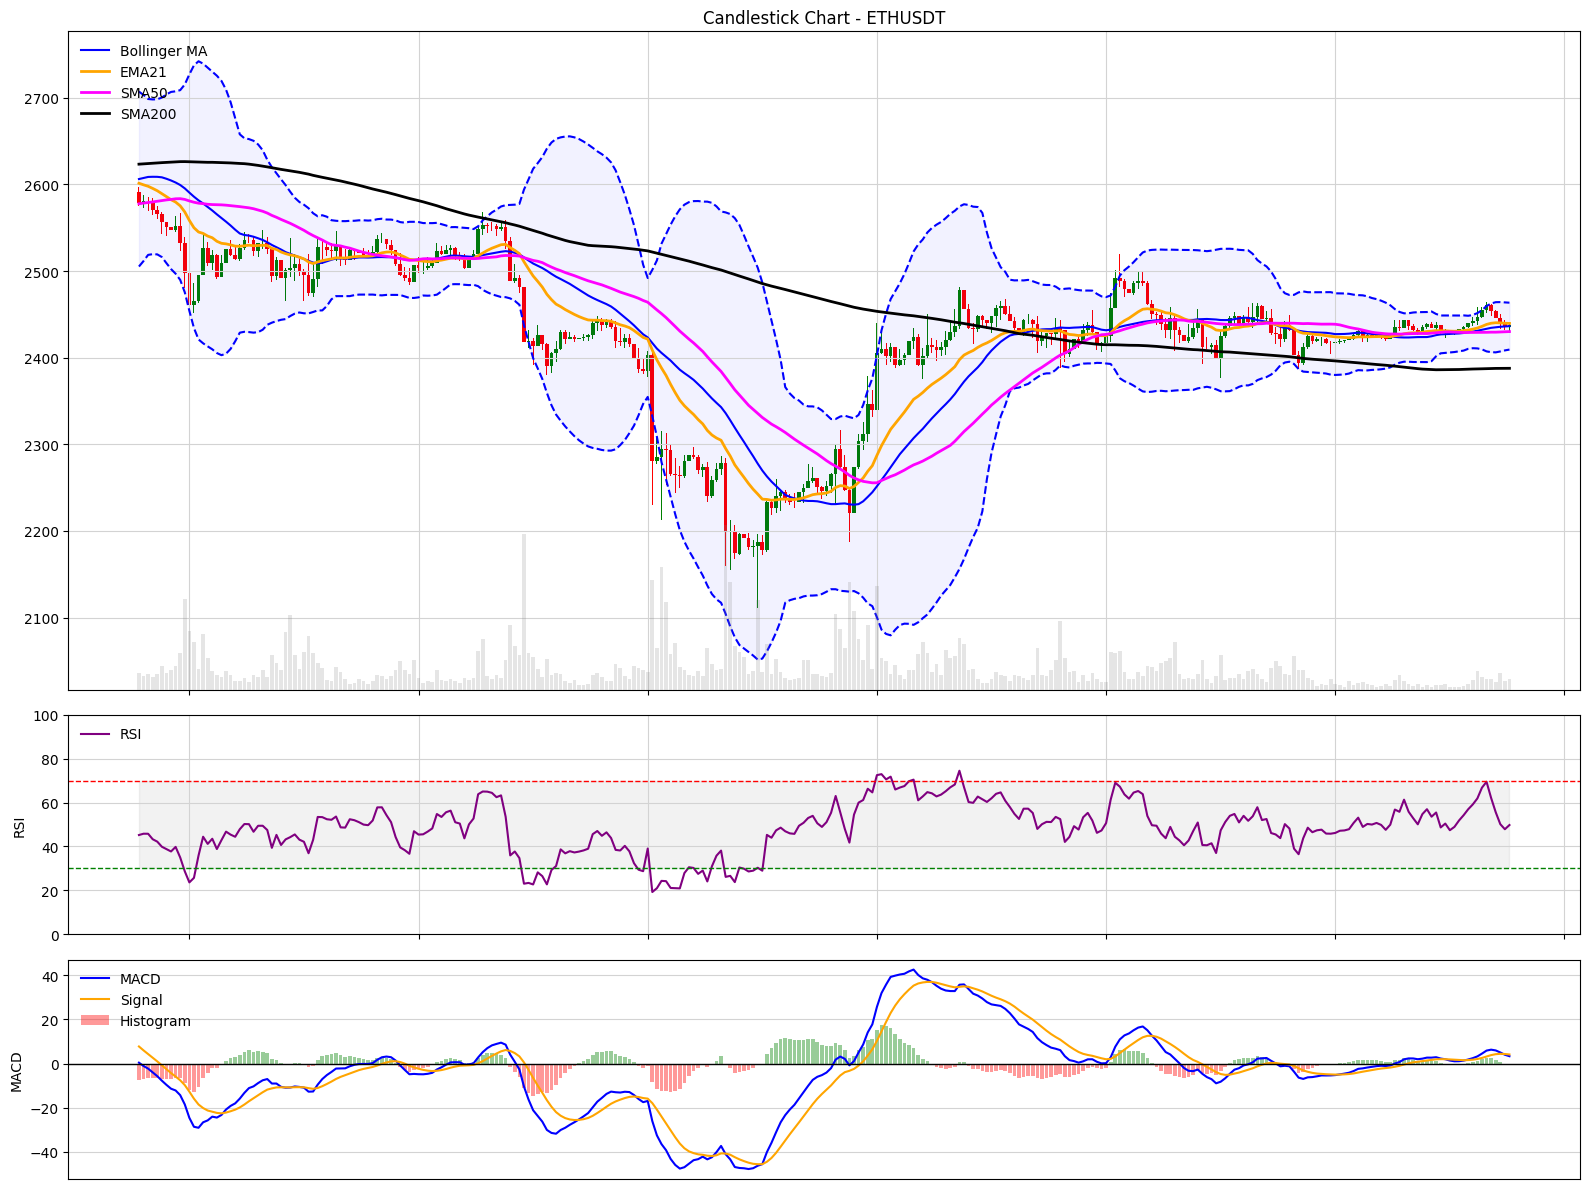 Candlestick Chart - ETHUSDT
Bollinger MA
EMA21
SMA50
SMA200
2700
2600
2500
2400
2300
2200
2100
RSI
100
80
60
40
20
0
RSI
MACD
Signal
Histogram
40
20
0
−20
−40
MACD